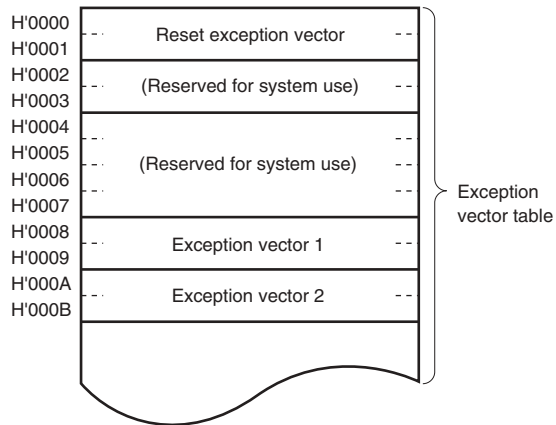 H'0000
H'0001
Reset exception vector
H'0002
H'0003
(Reserved for system use)
H'0004
H'0005
H'0006
H'0007
(Reserved for system use)
H'0008
H'0009
Exception vector 1
H'000A
H'000B
Exception vector 2
Exception
vector table